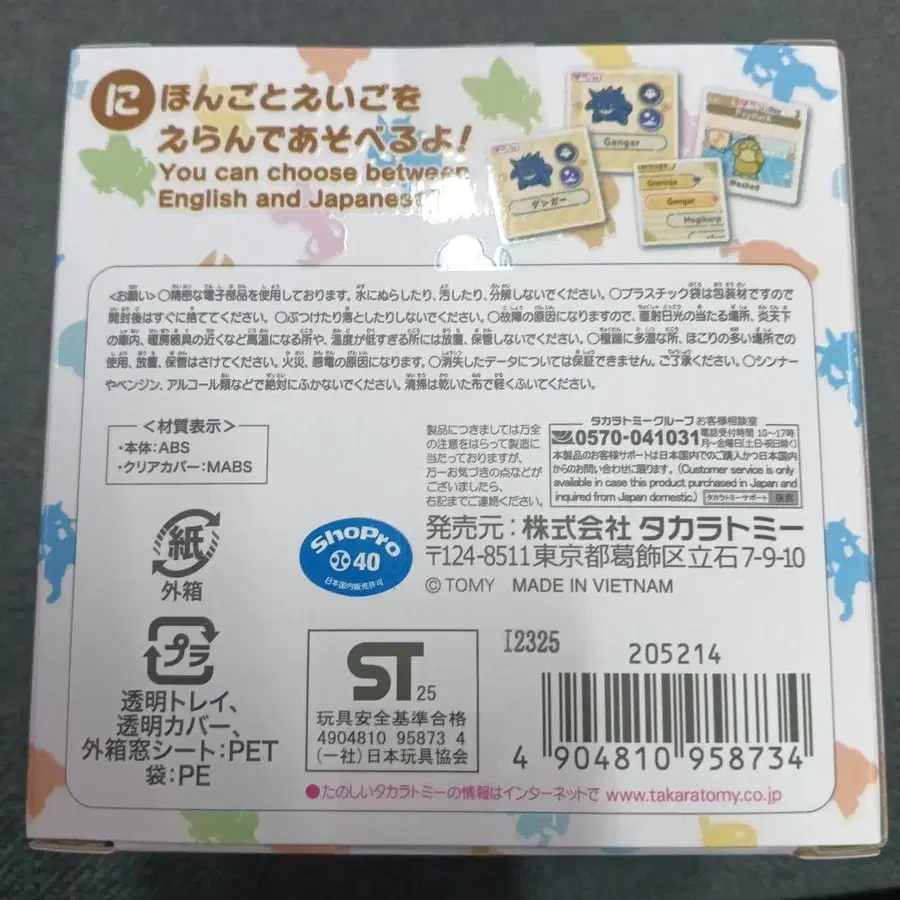 に ほんごとえいごを
えらんであそべるよ!
You can choose between
English and Japanese
Gengar
ゲンガー
Psyduck
Washed
Greninja
Gengar
Magikarp
<お願い>○精密な電子部品を使用しております。水にぬらしたり、汚したり、分解しないでください。○プラスチック袋は包装材ですので
開封後はすぐに捨ててください。○ぶつけたり落としたりしないでください。○故障の原因になりますので、直射日光の当たる場所、炎天下
の車内、暖房器具の近くなど高温になる所や、温度が低すぎる所には放置、保管しないでください。○極端に多湿な所、ほこりの多い場所での
使用、放置、保管はさけてください。火災、感電の原因になります。○消失したデータについては保証できません。ご了承ください。○シンナー
やベンジン、アルコール類などで絶対にふかないでください。清掃は乾いた布で軽くふいてください。
<材質表示>
・本体:ABS
・クリアカバー:MABS
製品につきましては万全
の注意をはらって製造に
当たっておりますが、
万一お気づきの点などが
ございましたら、
右記までご連絡ください。
タカラトミーグループ お客様相談室
0570-041031 電話受付時間 10〜17時
月〜金曜日(土・日・祝日除く)
本製品のお客様サポートは日本国内でのご購入かつ日本国内
からのお問い合わせに限ります。(Customer service is only
available in case this product purchased in Japan and
inquired from Japan domestic.) タカラトミーサポート 検索
発売元:株式会社 タカラトミー
〒124-8511東京都葛飾区立石7-9-10
© TOMY MADE IN VIETNAM
紙
外箱
ShoPro
40
日本国内販売許可
プラ
透明トレイ、
透明カバー、
外箱窓シート:PET
袋:PE
ST 25
玩具安全基準合格
4904810 95873 4
(一社)日本玩具協会
I2325
205214
4 904810 958734
●たのしいタカラトミーの情報はインターネットで www.takaratomy.co.jp